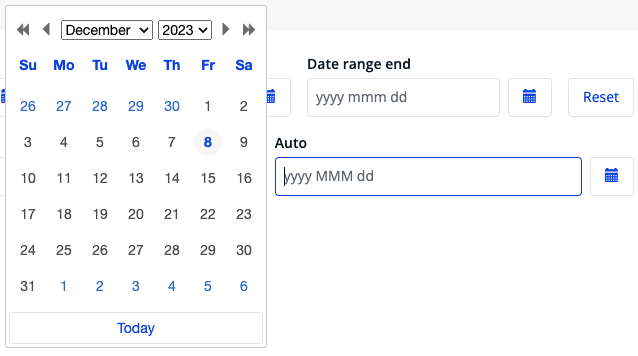 December 2023
Su Mo Tu We Th Fr Sa
26 27 28 29 30 1 2
3 4 5 6 7 8 9
10 11 12 13 14 15 16
17 18 19 20 21 22 23
24 25 26 27 28 29 30
31 1 2 3 4 5 6
Today
Date range end
yyyy mmm dd
Reset
Auto
yyyy MMM dd